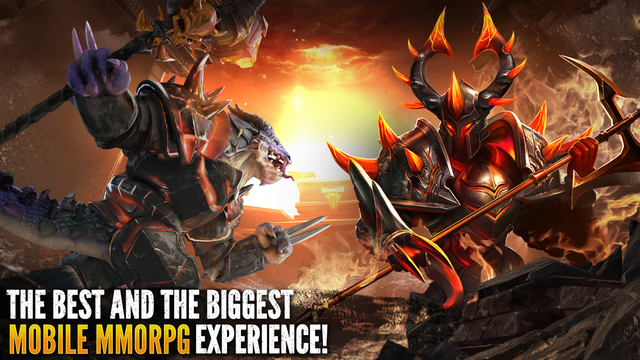 THE BEST AND THE BIGGEST
MOBILE MMORPG EXPERIENCE!